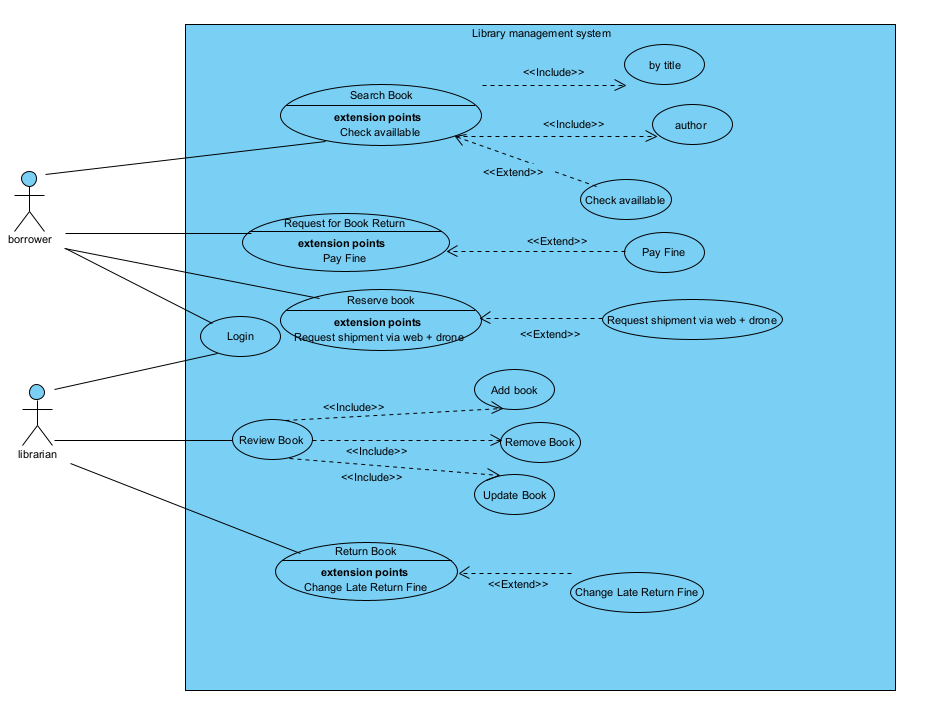 Library management system
by title
<<Include>>
Search Book
extension points
Check availlable
<<Include>>
author
<<Extend>>
Check availlable
borrower
Request for Book Return
extension points
Pay Fine
<<Extend>>
Pay Fine
Reserve book
extension points
Request shipment via web + drone
<<Extend>>
Request shipment via web + drone
Login
librarian
Add book
<<Include>>
Review Book
<<Include>>
Remove Book
<<Include>>
Update Book
Return Book
extension points
Change Late Return Fine
<<Extend>>
Change Late Return Fine